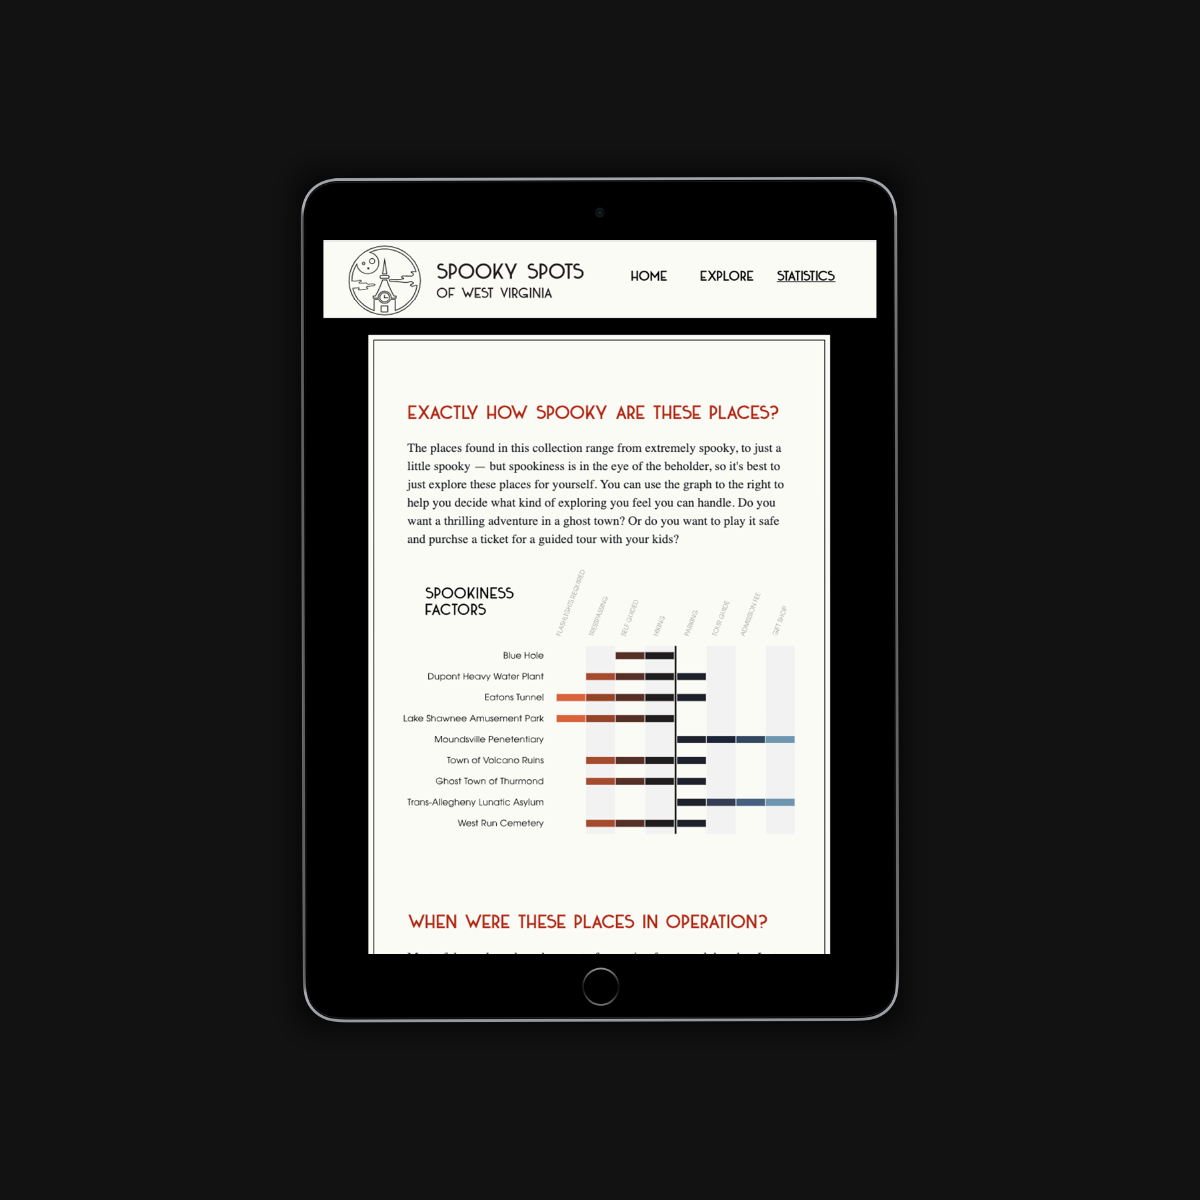 SPOOKY SPOTS
OF WEST VIRGINIA
HOME EXPLORE STATISTICS
EXACTLY HOW SPOOKY ARE THESE PLACES?
The places found in this collection range from extremely spooky, to just a
little spooky — but spookiness is in the eye of the beholder, so it's best to
just explore these places for yourself. You can use the graph to the right to
help you decide what kind of exploring you feel you can handle. Do you
want a thrilling adventure in a ghost town? Or do you want to play it safe
and purchse a ticket for a guided tour with your kids?
SPOOKINESS
FACTORS
FLASHLIGHTS REQUIRED
TRESSPASSING
SELF GUIDED
HIKING
PARKING
TOUR GUIDE
ADMISSION FEE
GIFT SHOP
Blue Hole
Dupont Heavy Water Plant
Eatons Tunnel
Lake Shawnee Amusement Park
Moundsville Penetentiary
Town of Volcano Ruins
Ghost Town of Thurmond
Trans-Allegheny Lunatic Asylum
West Run Cemetery
WHEN WERE THESE PLACES IN OPERATION?